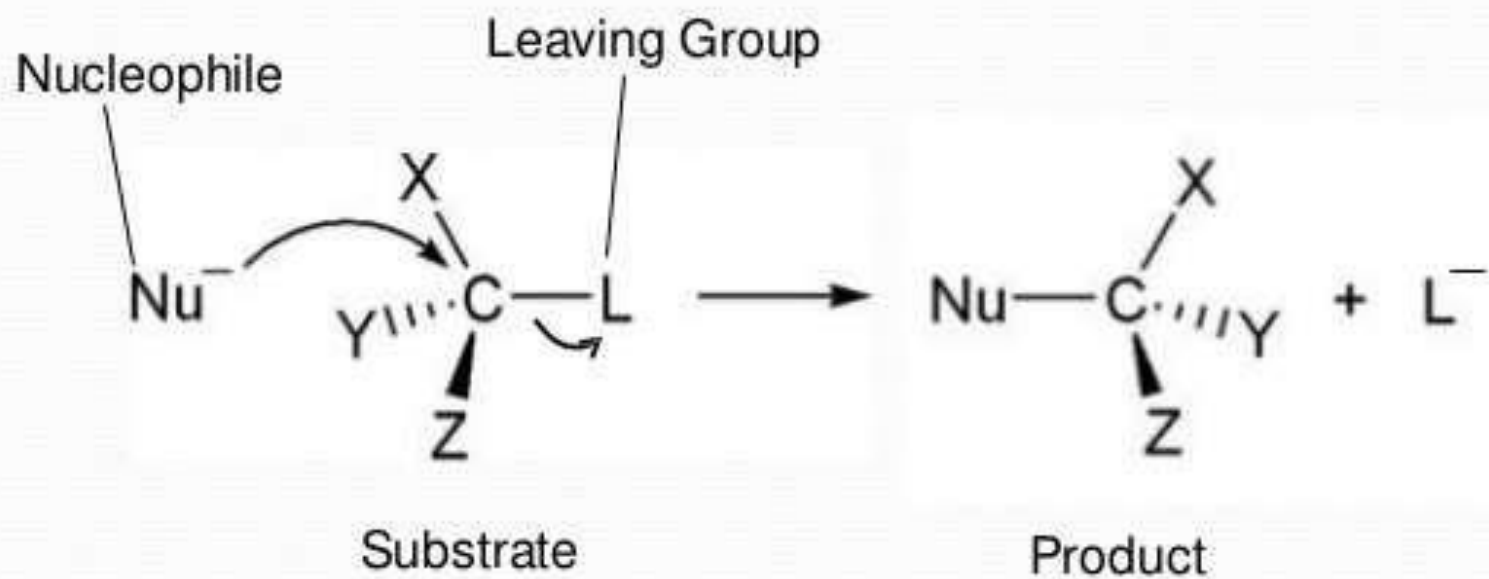 Leaving Group
Nucleophile
X X
Nu⁻ C L Nu C Y + L⁻
Y
Z Z
Substrate Product